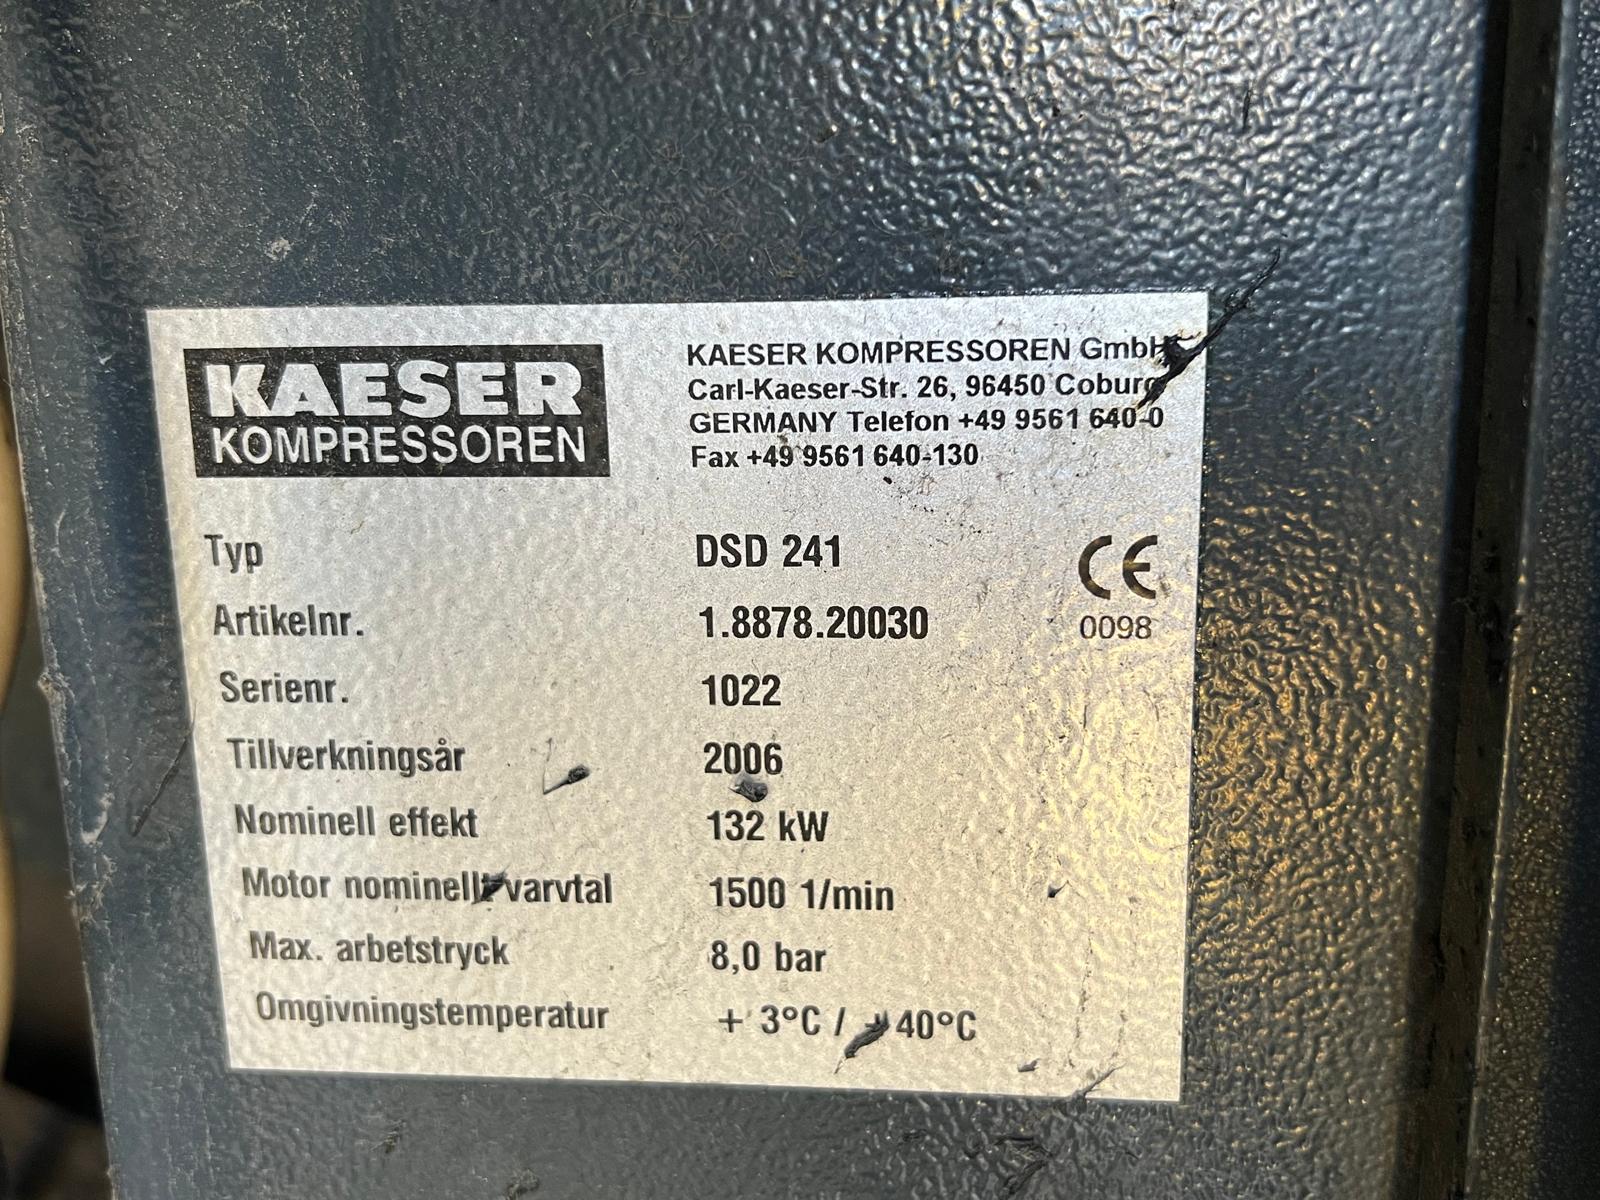 KAESER
KOMPRESSOREN
KAESER KOMPRESSOREN GmbH
Carl-Kaeser-Str. 26, 96450 Coburg
GERMANY Telefon +49 9561 640-0
Fax +49 9561 640-130
Typ DSD 241
CE
Artikelnr. 1.8878.20030
0098
Serienr. 1022
Tillverkningsår 2006
Nominell effekt 132 kW
Motor nominellt varvtal 1500 1/min
Max. arbetstryck 8,0 bar
Omgivningstemperatur + 3°C / + 40°C